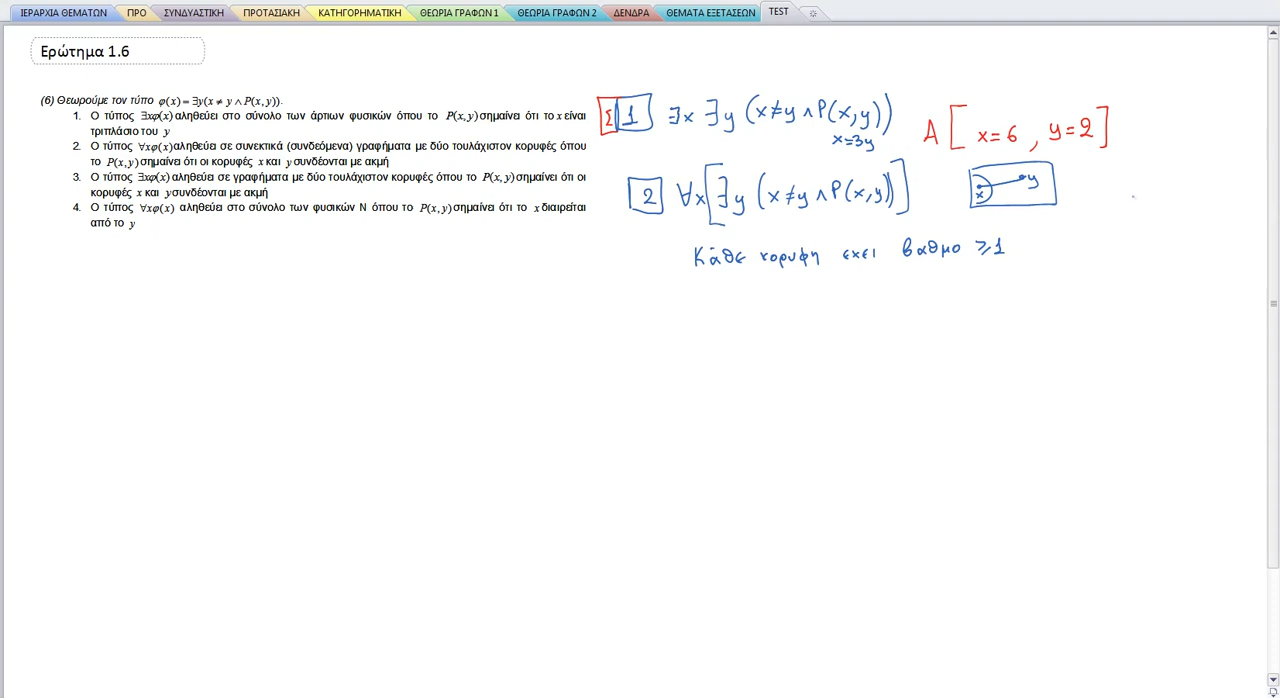 ΙΕΡΑΡΧΙΑ ΘΕΜΑΤΩΝ ΠΡΟ ΣΥΝΔΥΑΣΤΙΚΗ ΠΡΟΤΑΣΙΑΚΗ ΚΑΤΗΓΟΡΗΜΑΤΙΚΗ ΘΕΩΡΙΑ ΓΡΑΦΩΝ 1 ΘΕΩΡΙΑ ΓΡΑΦΩΝ 2 ΔΕΝΔΡΑ ΘΕΜΑΤΑ ΕΞΕΤΑΣΕΩΝ TEST
Ερώτημα 1.6
(6) Θεωρούμε τον τύπο φ(x) = ∃y(x ≠ y ∧ P(x, y)).
1. Ο τύπος ∃xφ(x) αληθεύει στο σύνολο των άρτιων φυσικών όπου το P(x, y) σημαίνει ότι το x είναι
τριπλάσιο του y
2. Ο τύπος ∀xφ(x) αληθεύει σε συνεκτικά (συνδεόμενα) γραφήματα με δύο τουλάχιστον κορυφές όπου
το P(x, y) σημαίνει ότι οι κορυφές x και y συνδέονται με ακμή
3. Ο τύπος ∃xφ(x) αληθεύει σε γραφήματα με δύο τουλάχιστον κορυφές όπου το P(x, y) σημαίνει ότι οι
κορυφές x και y συνδέονται με ακμή
4. Ο τύπος ∀xφ(x) αληθεύει στο σύνολο των φυσικών Ν όπου το P(x, y) σημαίνει ότι το x διαιρείται
από το y
Σ 1 ∃x ∃y (x≠y ∧ P(x,y)) A [ x=6 , y=2 ]
x=3y
2 ∀x [ ∃y (x≠y ∧ P(x,y)) ] x y
Κάθε κορυφη εχει βαθμο ≥1